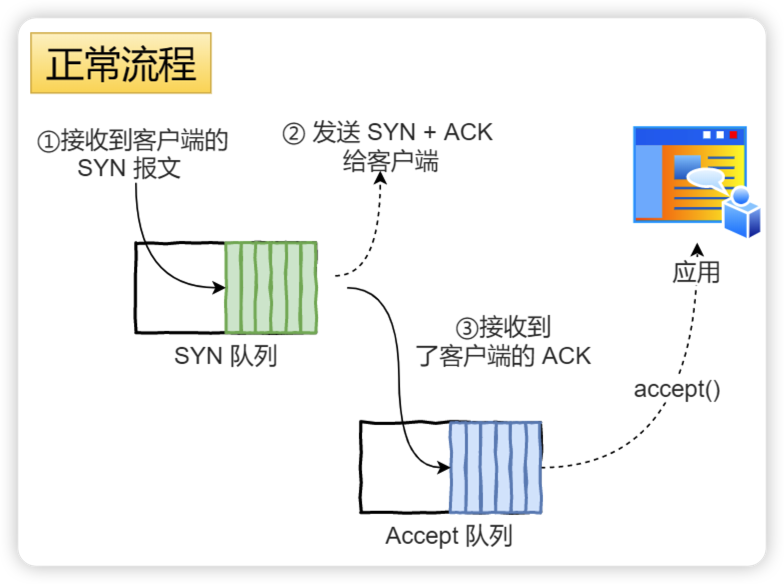 正常流程
①接收到客户端的
SYN 报文
② 发送 SYN + ACK
给客户端
SYN 队列
③接收到
了客户端的 ACK
Accept 队列
accept()
应用